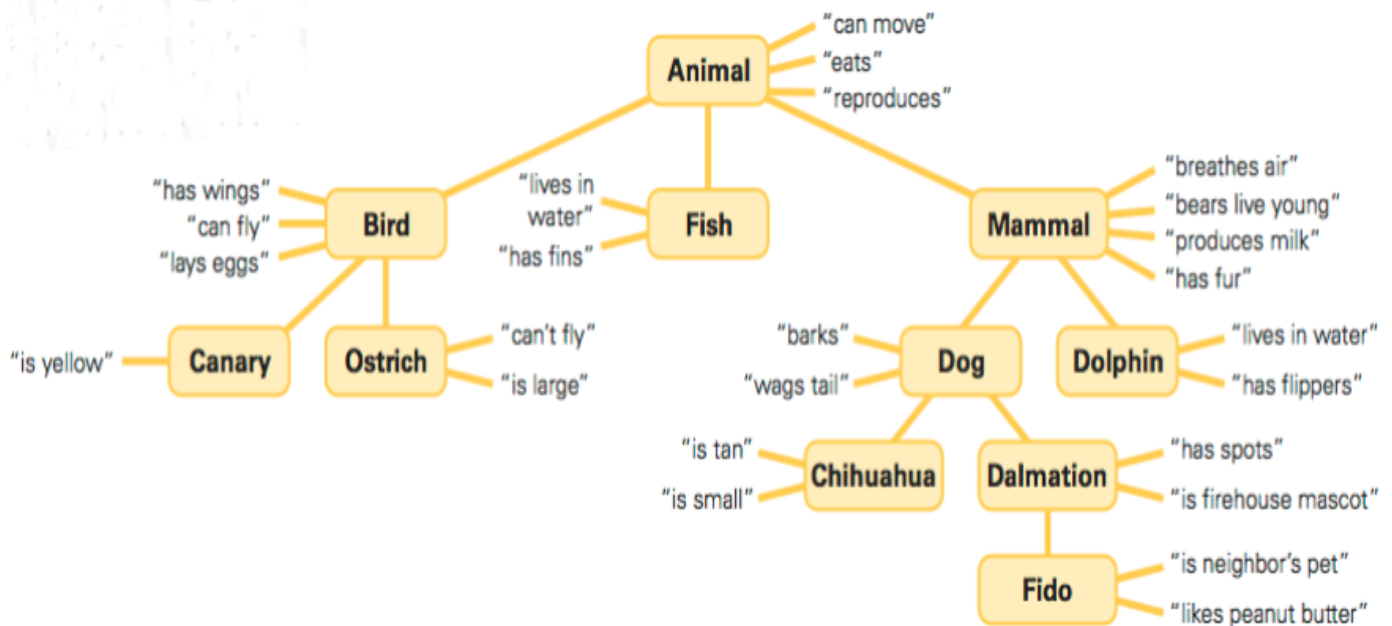 “can move”
Animal
“eats”
“reproduces”
“has wings”
“can fly”
“lays eggs”
Bird
“lives in
water”
“has fins”
Fish
Mammal
“breathes air”
“bears live young”
“produces milk”
“has fur”
“is yellow”
Canary
Ostrich
“can't fly”
“is large”
“barks”
“wags tail”
Dog
Dolphin
“lives in water”
“has flippers”
“is tan”
“is small”
Chihuahua
Dalmation
“has spots”
“is firehouse mascot”
Fido
“is neighbor's pet”
“likes peanut butter”